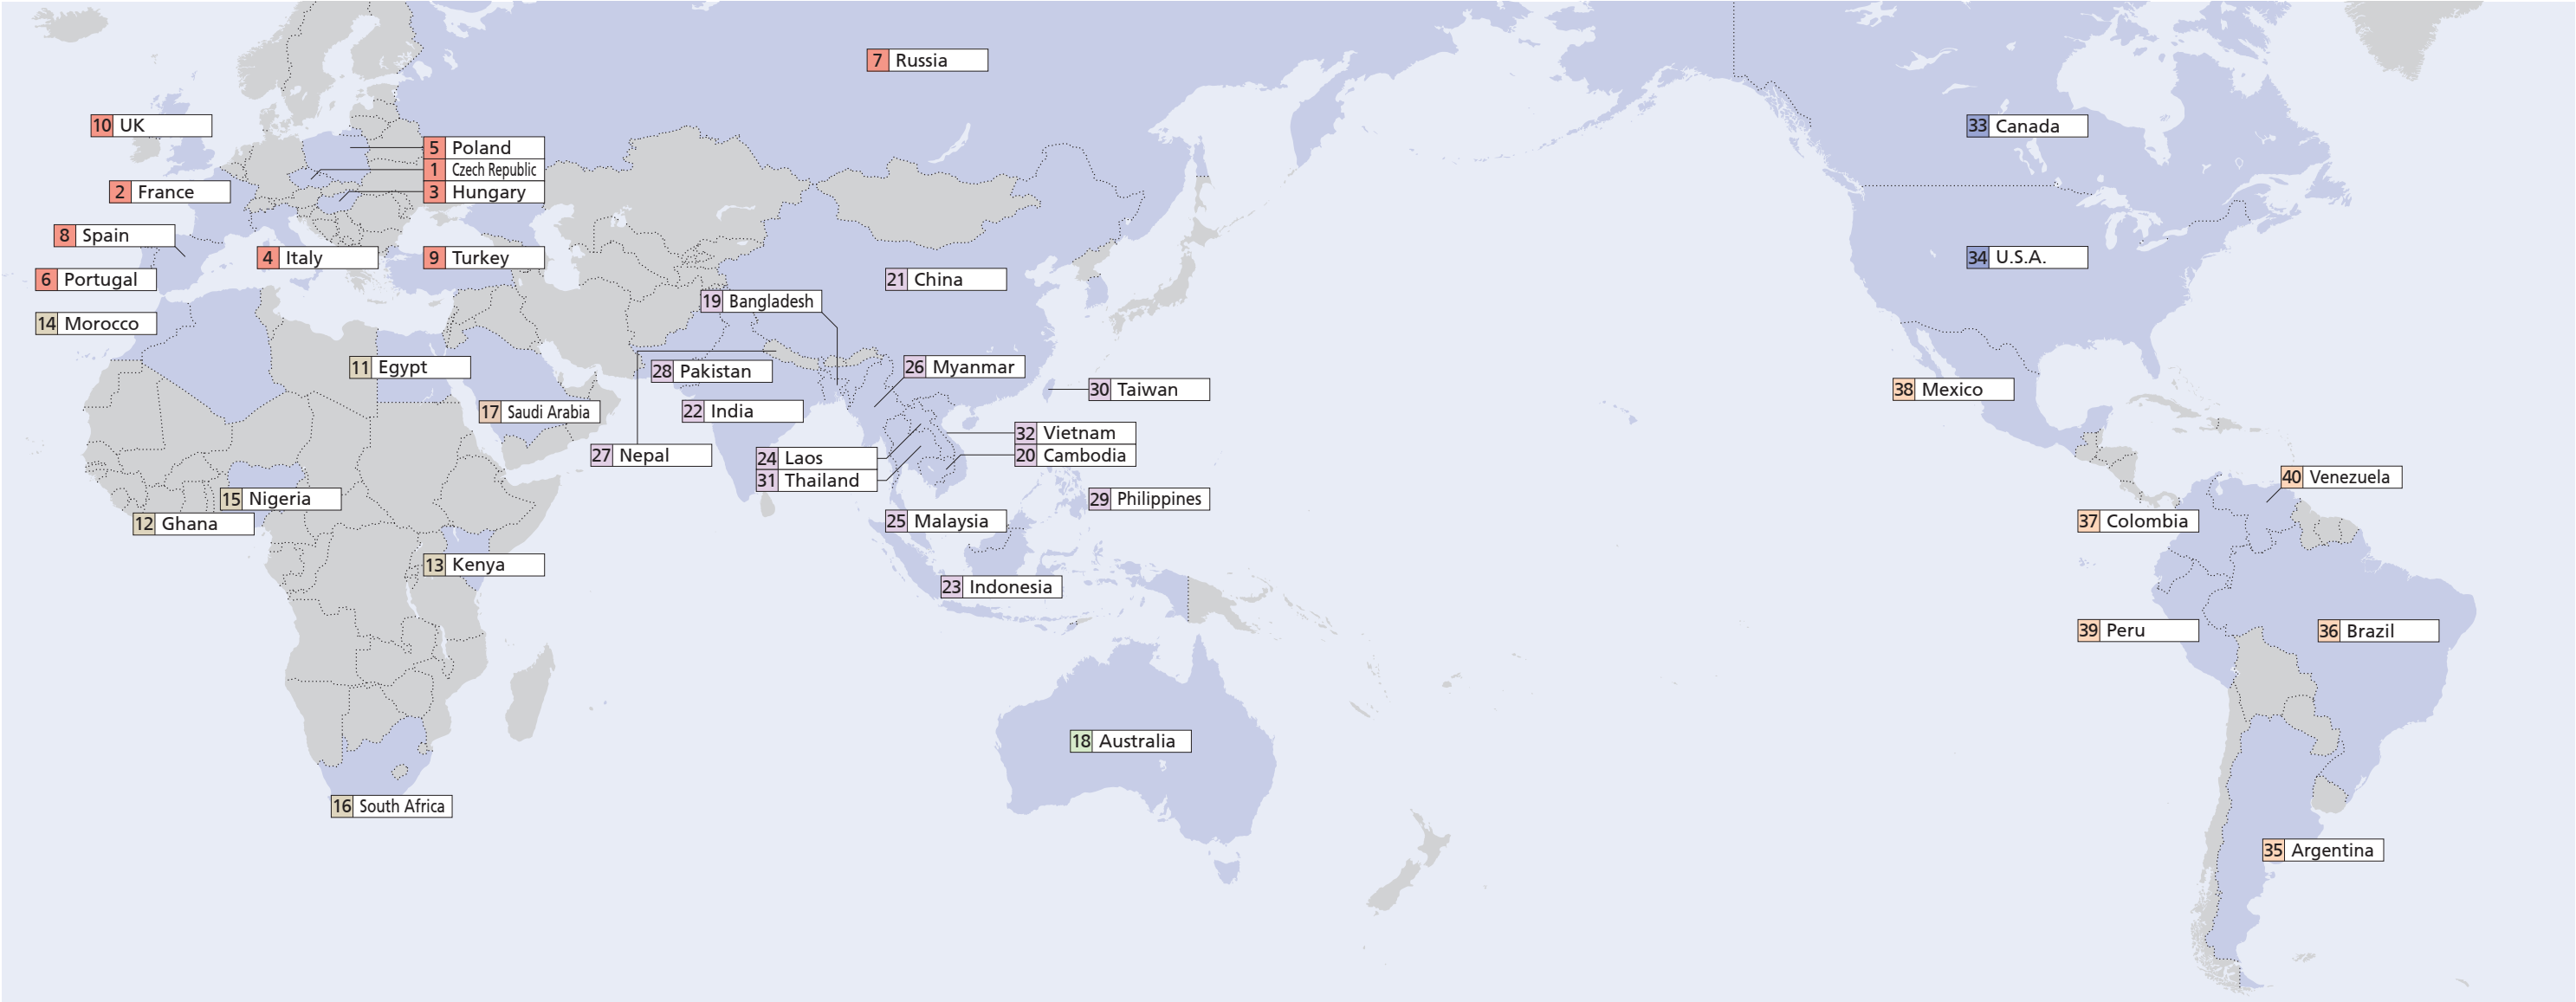 7 Russia
10 UK
33 Canada
5 Poland
1 Czech Republic
3 Hungary
2 France
8 Spain
4 Italy
9 Turkey
34 U.S.A.
6 Portugal
21 China
19 Bangladesh
14 Morocco
11 Egypt
28 Pakistan
26 Myanmar
30 Taiwan
38 Mexico
17 Saudi Arabia
22 India
32 Vietnam
20 Cambodia
27 Nepal
24 Laos
31 Thailand
40 Venezuela
15 Nigeria
29 Philippines
12 Ghana
25 Malaysia
37 Colombia
13 Kenya
23 Indonesia
39 Peru
36 Brazil
18 Australia
16 South Africa
35 Argentina